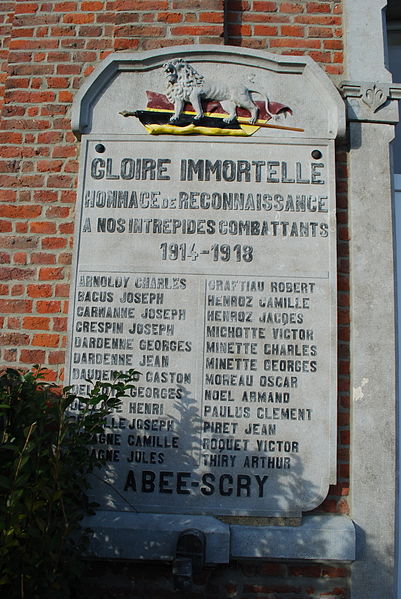 GLOIRE IMMORTELLE
HOMMAGE DE RECONNAISSANCE
A NOS INTREPIDES COMBATTANTS
1914-1918
ARNOLDY CHARLES
BACUS JOSEPH
CARMANNE JOSEPH
CRESPIN JOSEPH
DARDENNE GEORGES
DARDENNE JEAN
GASTON
GEORGES
HENRI
JOSEPH
CAMILLE
JULES
GRAFTIAU ROBERT
HENROZ CAMILLE
HENROZ JACQES
MICHOTTE VICTOR
MINETTE CHARLES
MINETTE GEORGES
MOREAU OSCAR
NOËL ARMAND
PAULUS CLEMENT
PIRET JEAN
ROQUET VICTOR
THIRY ARTHUR
ABEE-SCRY